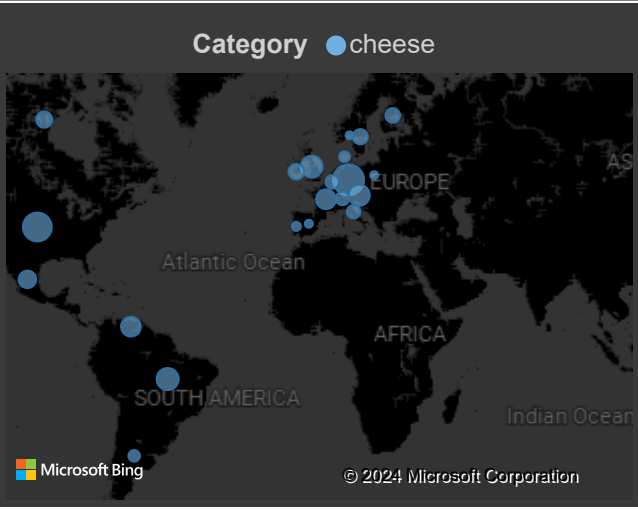 Category cheese
AS
EUROPE
Atlantic Ocean
AFRICA
SOUTH AMERICA
Indian Ocean
Microsoft Bing
© 2024 Microsoft Corporation